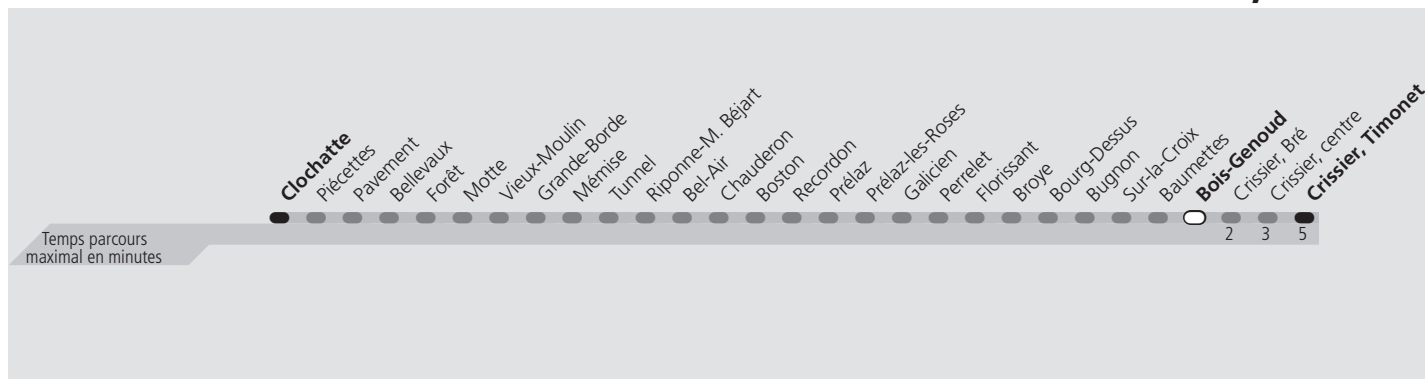 Clochatte
Piécettes
Pavement
Bellevaux
Forêt
Motte
Vieux-Moulin
Grande-Borde
Mémise
Tunnel
Riponne-M. Béjart
Bel-Air
Chauderon
Boston
Recordon
Prélaz
Prélaz-les-Roses
Galicien
Perrelet
Florissant
Broye
Bourg-Dessus
Bugnon
Sur-la-Croix
Baumettes
Bois-Genoud
Crissier, Bré
Crissier, centre
Crissier, Timonet
Temps parcours
maximal en minutes
2 3 5